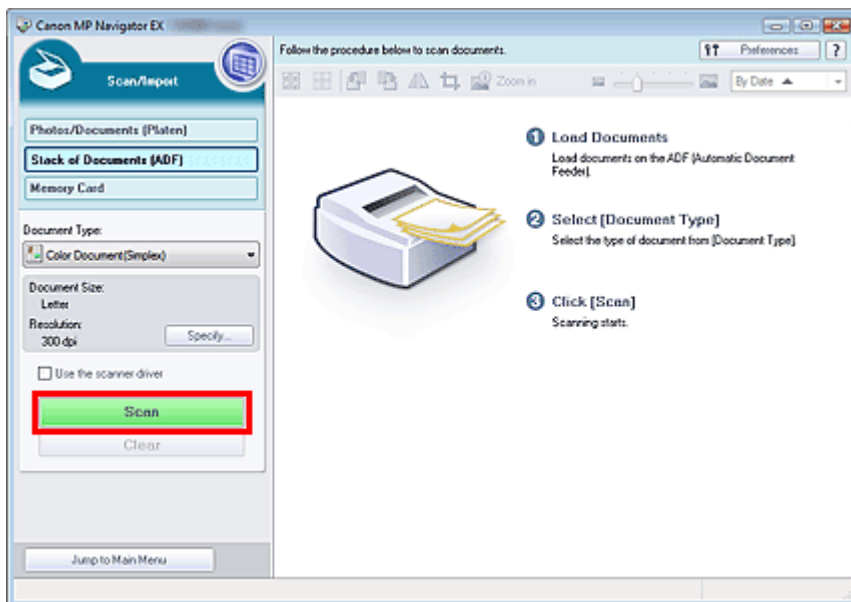 Canon MP Navigator EX
Scan/Import
Follow the procedure below to scan documents.
Preferences
?
Zoom in
By Date
Photos/Documents (Platen)
Stack of Documents (ADF)
Memory Card
Document Type:
Color Document(Simplex)
Document Size:
Letter
Resolution:
300 dpi
Specify...
Use the scanner driver
Scan
Clear
Jump to Main Menu
1 Load Documents
Load documents on the ADF (Automatic Document
Feeder).
2 Select [Document Type]
Select the type of document from [Document Type].
3 Click [Scan]
Scanning starts.